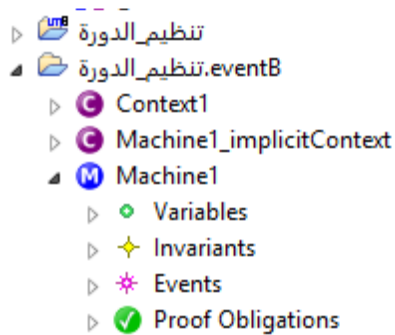 تنظيم_الدورة
تنظيم_الدورة.eventB
Context1
Machine1_implicitContext
Machine1
Variables
Invariants
Events
Proof Obligations